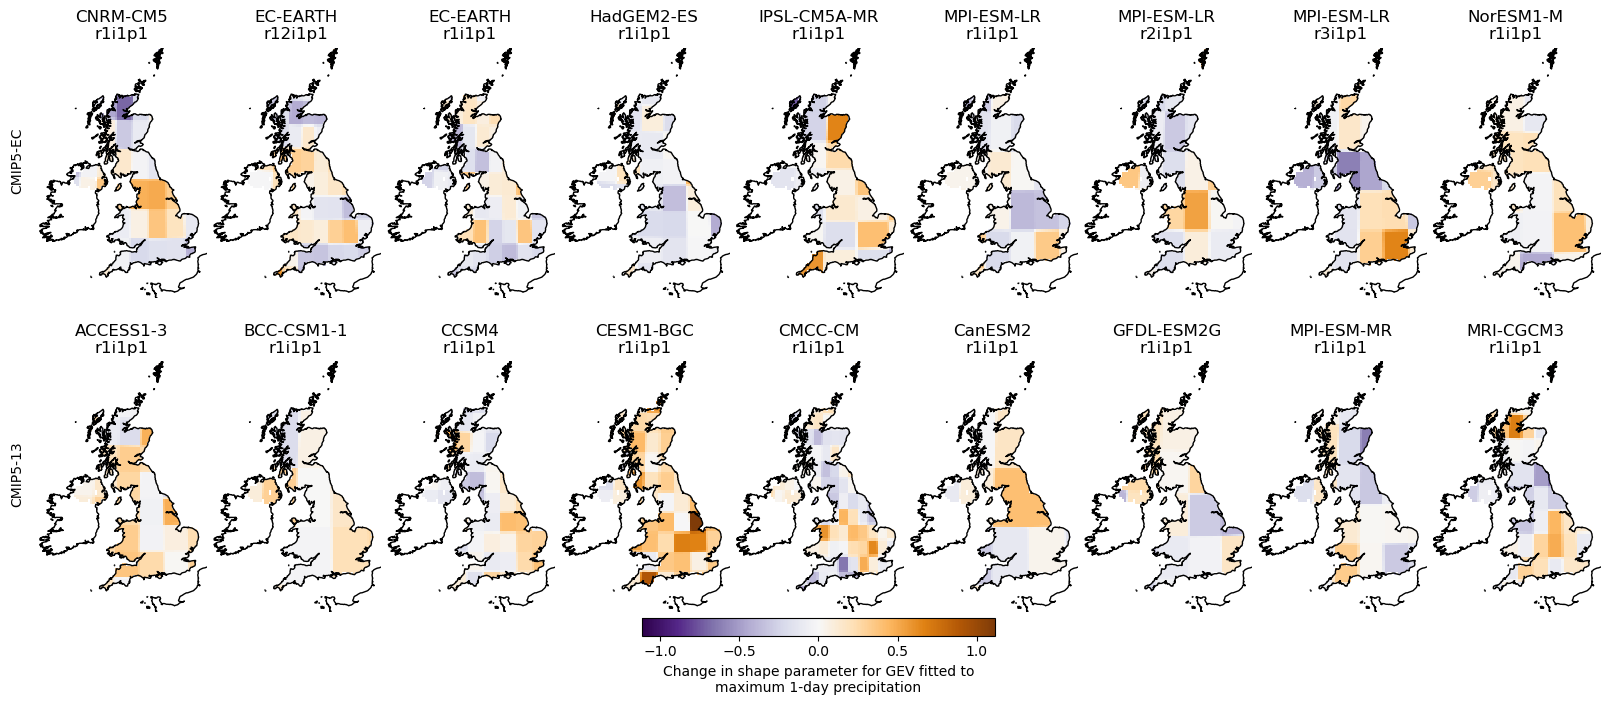 CNRM-CM5
r1i1p1
EC-EARTH
r12i1p1
EC-EARTH
r1i1p1
HadGEM2-ES
r1i1p1
IPSL-CM5A-MR
r1i1p1
MPI-ESM-LR
r1i1p1
MPI-ESM-LR
r2i1p1
MPI-ESM-LR
r3i1p1
NorESM1-M
r1i1p1
CMIP5-EC
ACCESS1-3
r1i1p1
BCC-CSM1-1
r1i1p1
CCSM4
r1i1p1
CESM1-BGC
r1i1p1
CMCC-CM
r1i1p1
CanESM2
r1i1p1
GFDL-ESM2G
r1i1p1
MPI-ESM-MR
r1i1p1
MRI-CGCM3
r1i1p1
CMIP5-13
−1.0 −0.5 0.0 0.5 1.0
Change in shape parameter for GEV fitted to
maximum 1-day precipitation